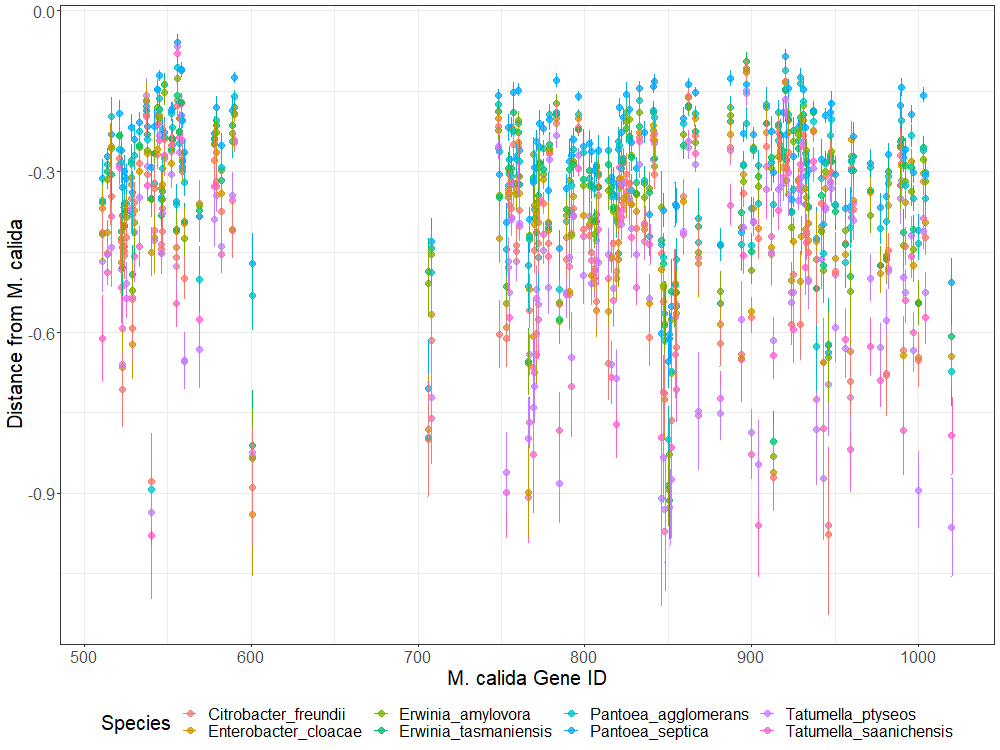 0.0
-0.3
-0.6
-0.9
Distance from M. calida
500 600 700 800 900 1000
M. calida Gene ID
Species Citrobacter_freundii Erwinia_amylovora Pantoea_agglomerans Tatumella_ptyseos
Enterobacter_cloacae Erwinia_tasmaniensis Pantoea_septica Tatumella_saanichensis